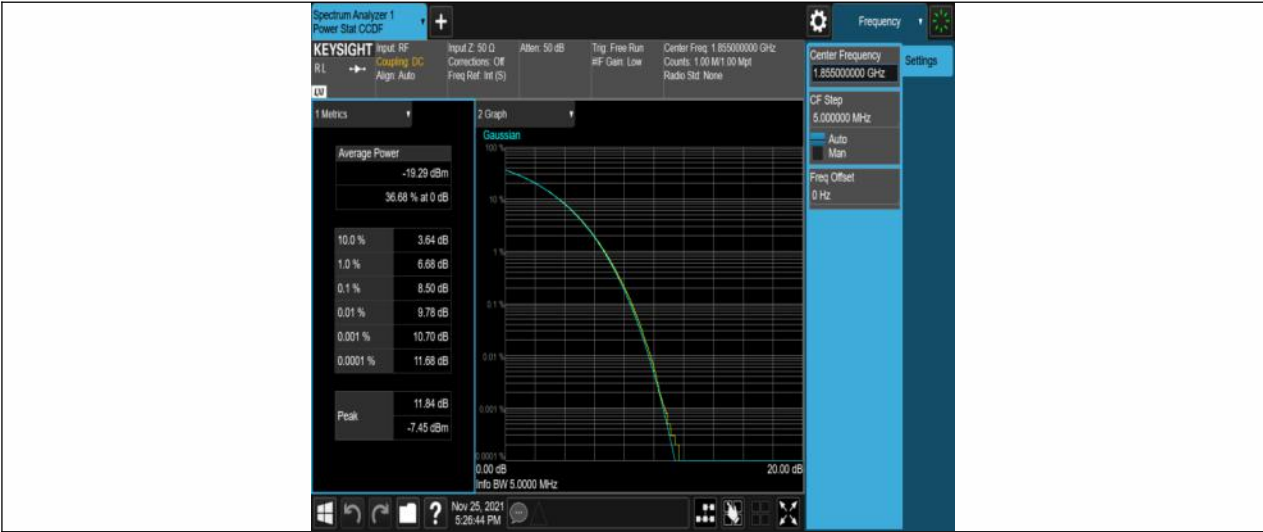 Spectrum Analyzer 1
Power Stat CCDF
Frequency
KEYSIGHT
Input: RF
Coupling: DC
Align: Auto
Input Z: 50 Ω
Corrections: Off
Freq Ref: Int (S)
Atten: 50 dB
Trig: Free Run
#IF Gain: Low
Center Freq: 1.855000000 GHz
Counts: 1.00 M/1.00 Mpt
Radio Std: None
R L
Center Frequency
1.855000000 GHz
Settings
CF Step
5.000000 MHz
Auto
Man
Freq Offset
0 Hz
1 Metrics
Average Power
-19.29 dBm
36.68 % at 0 dB
10.0 % 3.64 dB
1.0 % 6.68 dB
0.1 % 8.50 dB
0.01 % 9.78 dB
0.001 % 10.70 dB
0.0001 % 11.68 dB
Peak
11.84 dB
-7.45 dBm
2 Graph
Gaussian
100 %
10 %
1 %
0.1 %
0.01 %
0.001 %
0.0001 %
0.00 dB 20.00 dB
Info BW 5.0000 MHz
Nov 25, 2021
5:26:44 PM